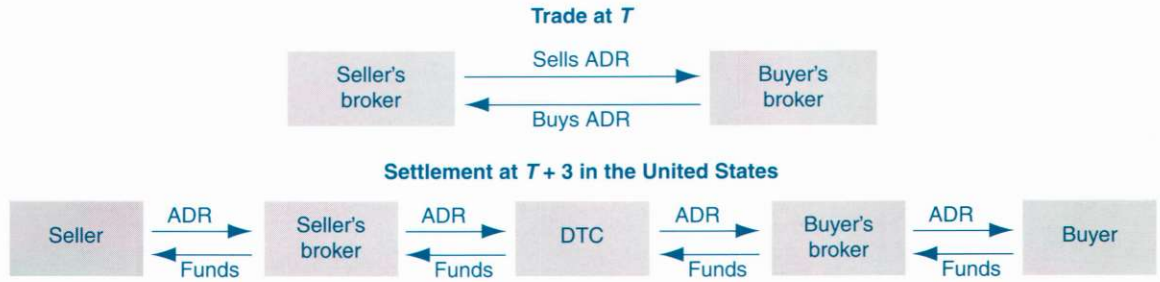 Trade at T
Sells ADR
Seller's
broker
Buyer's
broker
Buys ADR
Settlement at T + 3 in the United States
Seller
ADR
Funds
Seller's
broker
ADR
Funds
DTC
ADR
Funds
Buyer's
broker
ADR
Funds
Buyer